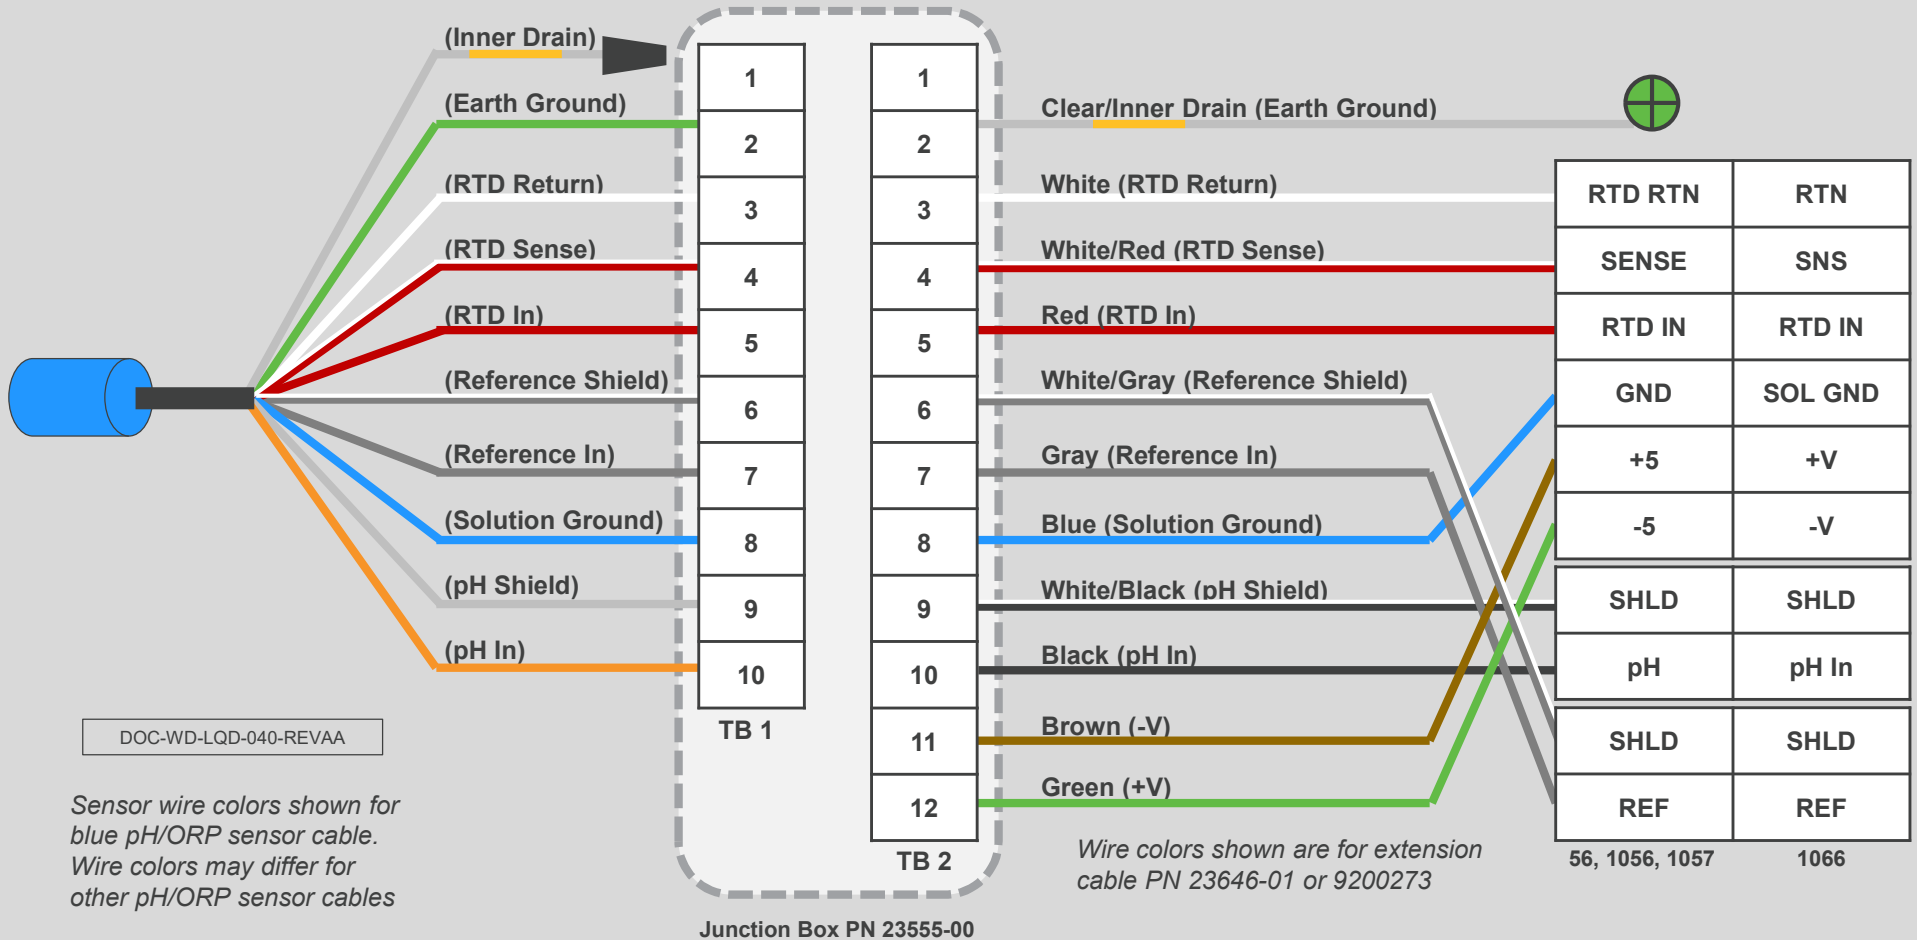 (Inner Drain)
(Earth Ground)
(RTD Return)
(RTD Sense)
(RTD In)
(Reference Shield)
(Reference In)
(Solution Ground)
(pH Shield)
(pH In)
DOC-WD-LQD-040-REVAA
Sensor wire colors shown for
blue pH/ORP sensor cable.
Wire colors may differ for
other pH/ORP sensor cables
1
2
3
4
5
6
7
8
9
10
TB 1
1
2
3
4
5
6
7
8
9
10
11
12
TB 2
Junction Box PN 23555-00
Clear/Inner Drain (Earth Ground)
White (RTD Return)
White/Red (RTD Sense)
Red (RTD In)
White/Gray (Reference Shield)
Gray (Reference In)
Blue (Solution Ground)
White/Black (pH Shield)
Black (pH In)
Brown (-V)
Green (+V)
Wire colors shown are for extension
cable PN 23646-01 or 9200273
RTD RTN RTN
SENSE SNS
RTD IN RTD IN
GND SOL GND
+5 +V
-5 -V
SHLD SHLD
pH pH In
SHLD SHLD
REF REF
56, 1056, 1057 1066